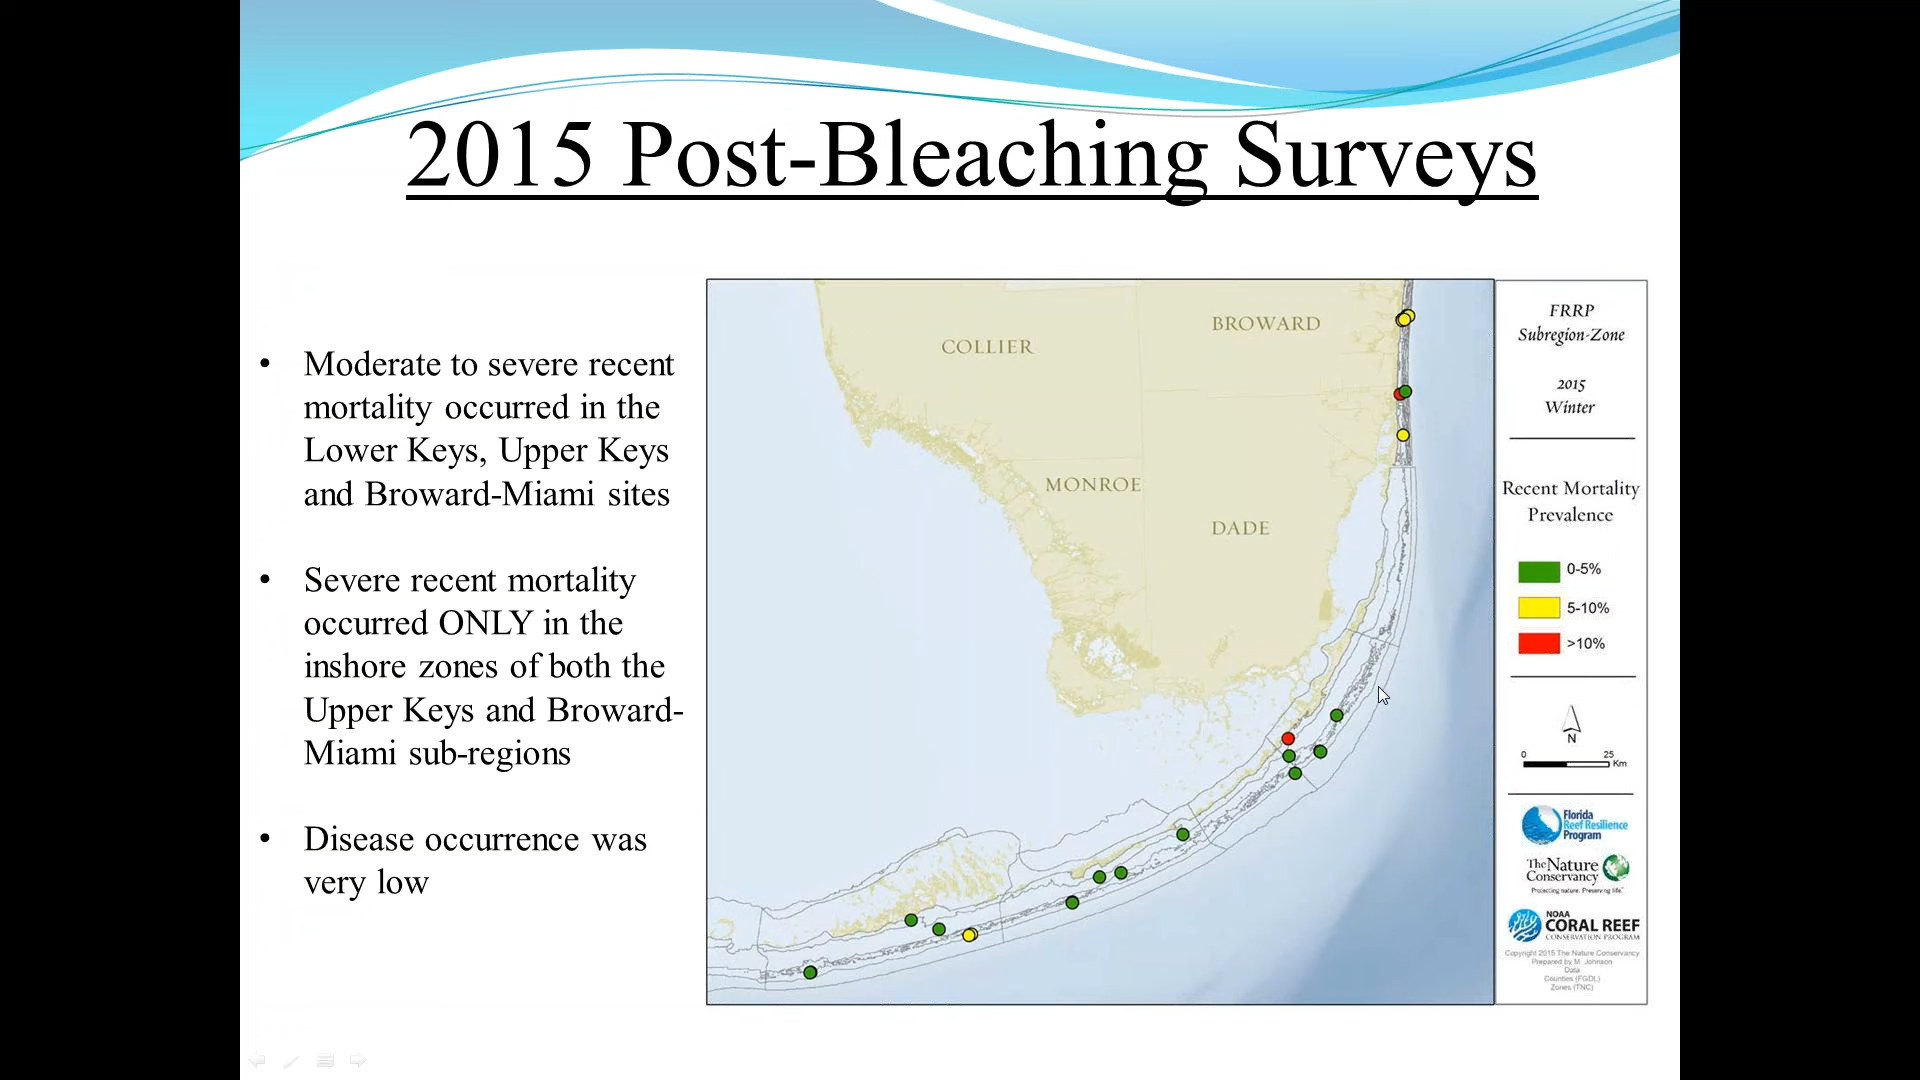 2015 Post-Bleaching Surveys
• Moderate to severe recent
mortality occurred in the
Lower Keys, Upper Keys
and Broward-Miami sites
• Severe recent mortality
occurred ONLY in the
inshore zones of both the
Upper Keys and Broward-
Miami sub-regions
• Disease occurrence was
very low
COLLIER
BROWARD
MONROE
DADE
FRRP
Subregion-Zone
2015
Winter
Recent Mortality
Prevalence
0-5%
5-10%
>10%
N
0 25
Km
Florida
Reef Resilience
Program
The Nature
Conservancy
Protecting nature. Preserving life.™
NOAA
CORAL REEF
CONSERVATION PROGRAM
Copyright 2015 The Nature Conservancy
Prepared by M. Johnson
Data
Counties (FGDL)
Zones (TNC)